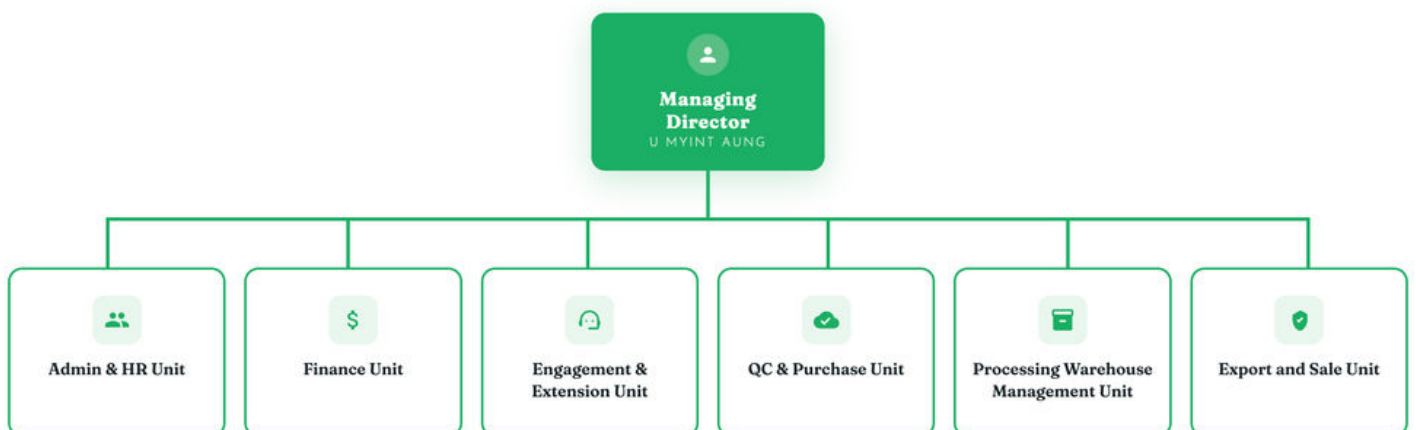 Managing
Director
U MYINT AUNG
Admin & HR Unit
Finance Unit
Engagement &
Extension Unit
QC & Purchase Unit
Processing Warehouse
Management Unit
Export and Sale Unit